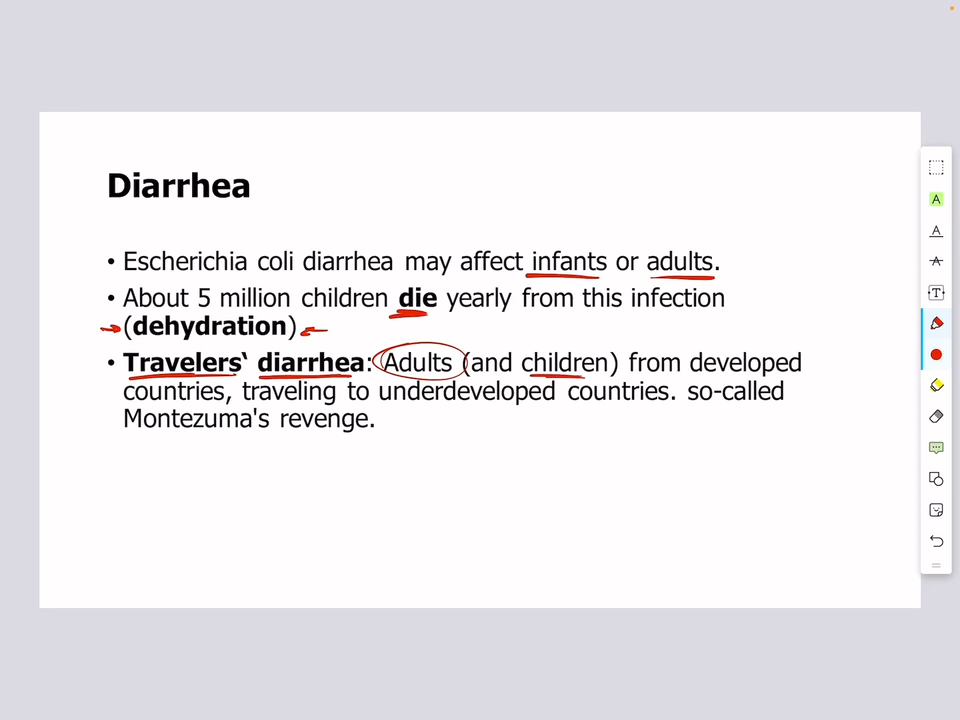 Diarrhea
• Escherichia coli diarrhea may affect infants or adults.
• About 5 million children die yearly from this infection
(dehydration)
• Travelers‘ diarrhea: Adults (and children) from developed
countries, traveling to underdeveloped countries. so-called
Montezuma's revenge.
A
A
A
T